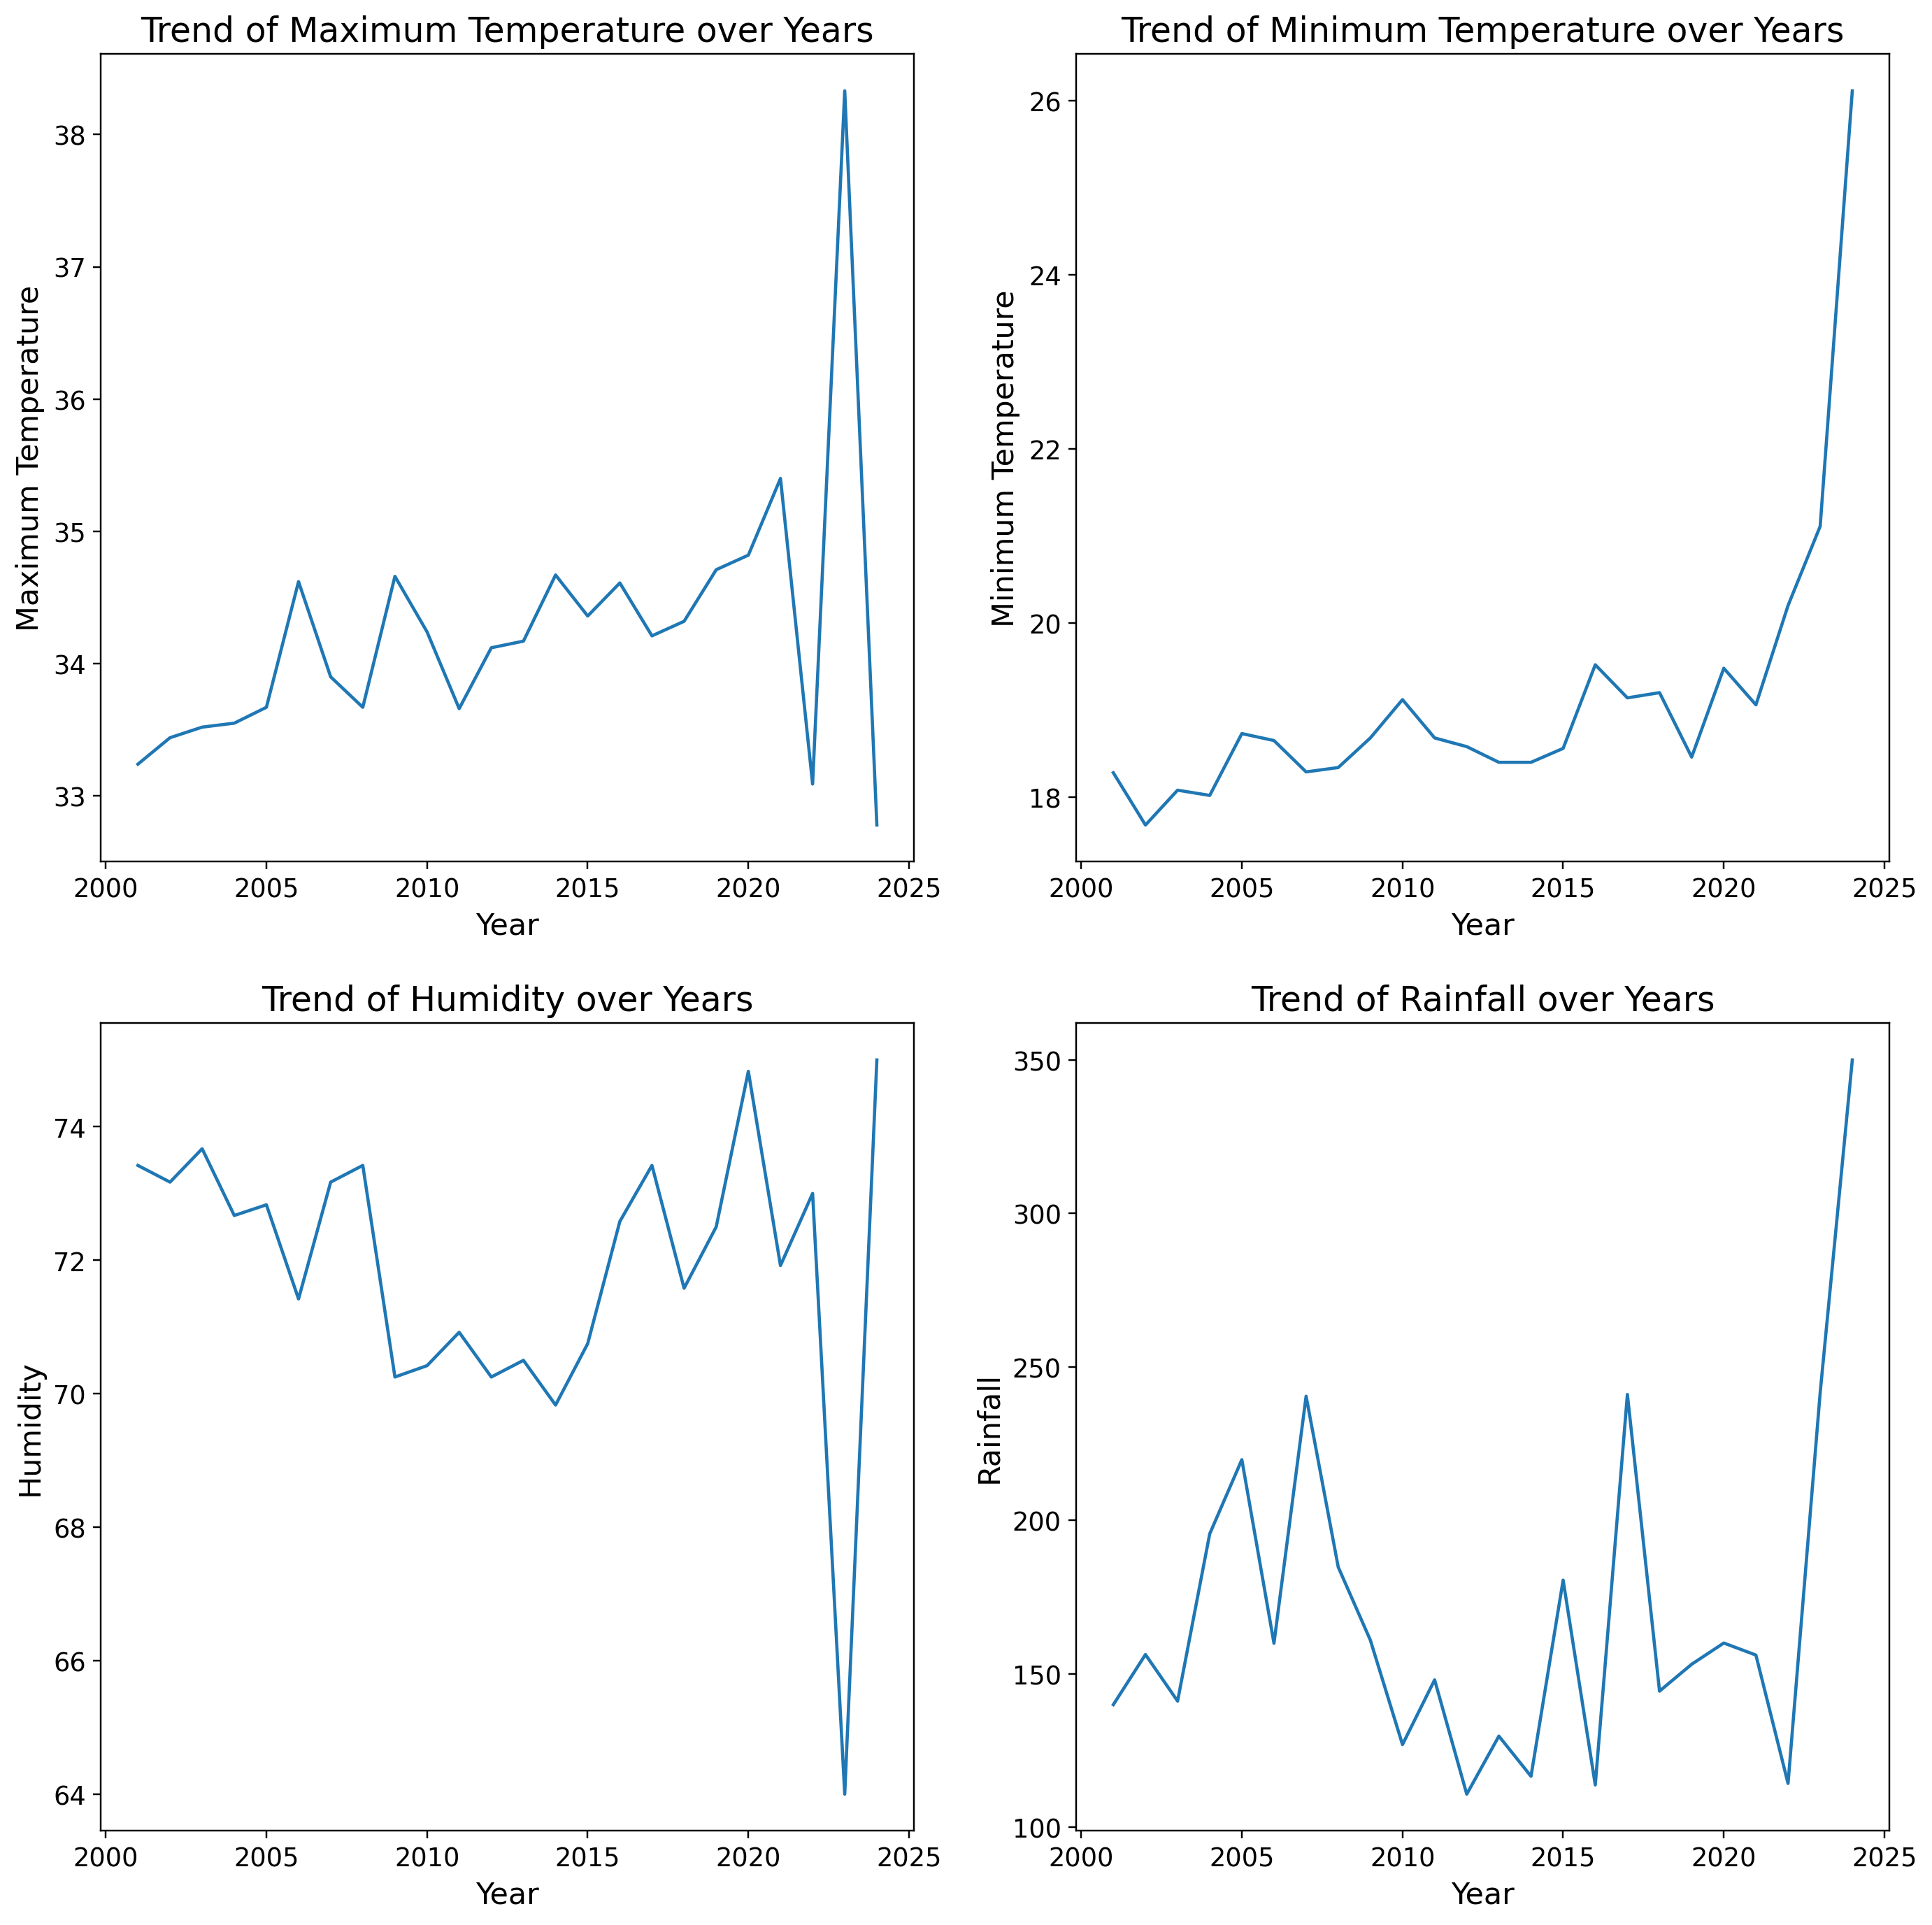 Trend of Maximum Temperature over Years
Maximum Temperature
38
37
36
35
34
33
2000 2005 2010 2015 2020 2025
Year
Trend of Minimum Temperature over Years
Minimum Temperature
26
24
22
20
18
2000 2005 2010 2015 2020 2025
Year
Trend of Humidity over Years
Humidity
74
72
70
68
66
64
2000 2005 2010 2015 2020 2025
Year
Trend of Rainfall over Years
Rainfall
350
300
250
200
150
100
2000 2005 2010 2015 2020 2025
Year